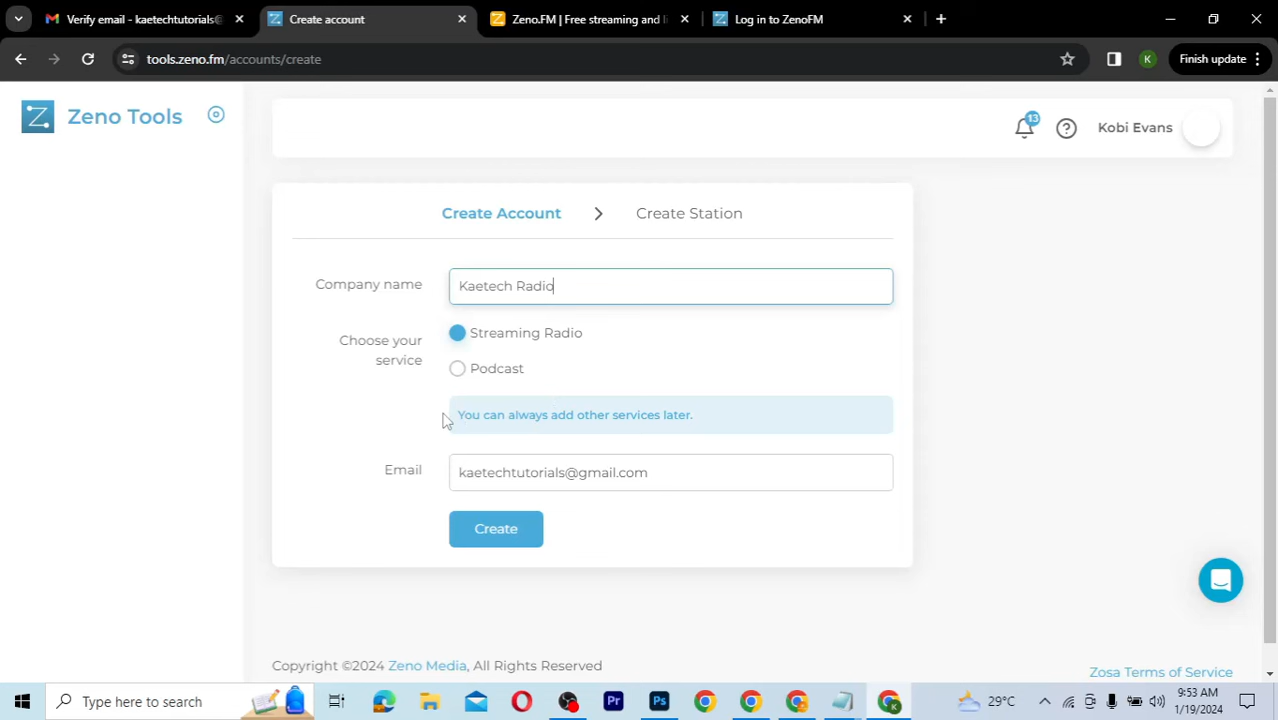 Verify email - kaetechtutorials@
Create account
Zeno.FM | Free streaming and li
Log in to ZenoFM
tools.zeno.fm/accounts/create
K
Finish update
Zeno Tools
13
Kobi Evans
Create Account
Create Station
Company name
Kaetech Radio
Choose your
service
Streaming Radio
Podcast
You can always add other services later.
Email
kaetechtutorials@gmail.com
Create
Copyright ©2024 Zeno Media, All Rights Reserved
Zosa Terms of Service
Type here to search
Pr
Ps
29°C
9:53 AM
1/19/2024